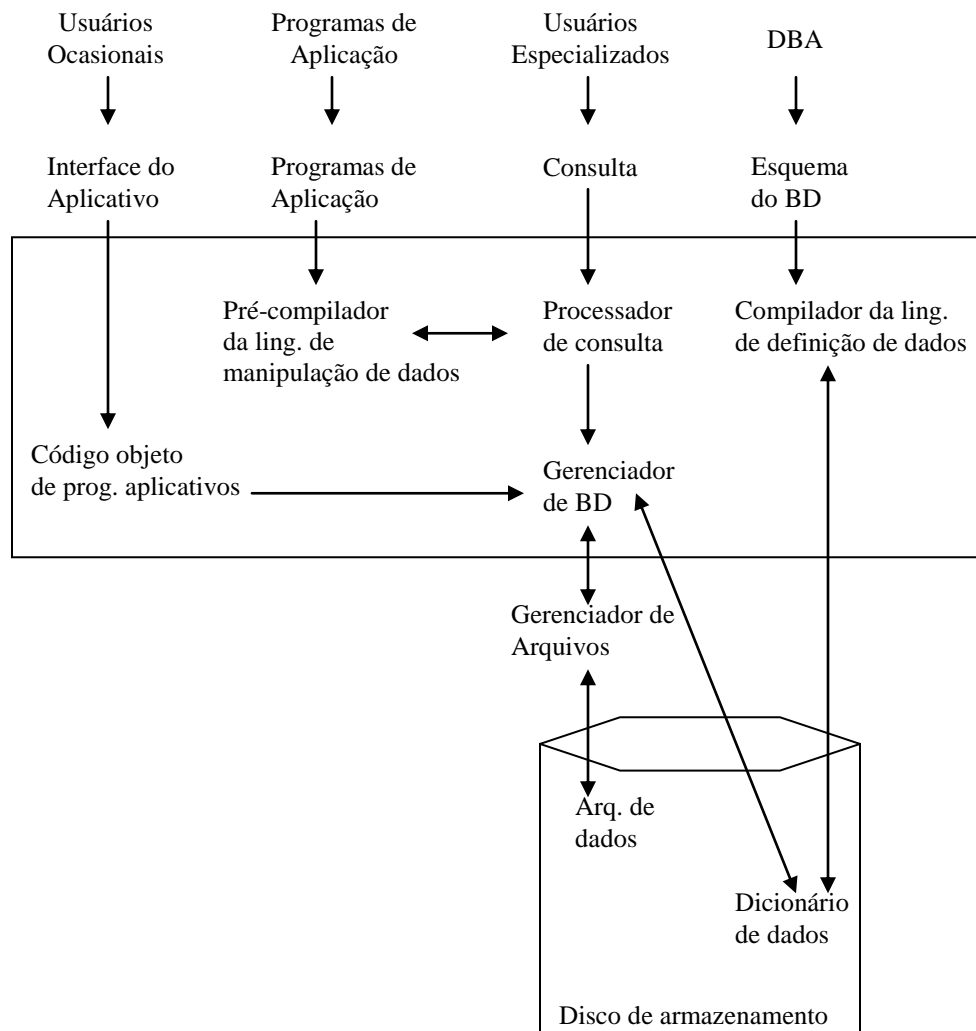 Usuários
Ocasionais
Programas de
Aplicação
Usuários
Especializados
DBA
Interface do
Aplicativo
Programas de
Aplicação
Consulta
Esquema
do BD
Pré-compilador
da ling. de
manipulação de dados
Processador
de consulta
Compilador da ling.
de definição de dados
Código objeto
de prog. aplicativos
Gerenciador
de BD
Gerenciador de
Arquivos
Arq. de
dados
Dicionário
de dados
Disco de armazenamento